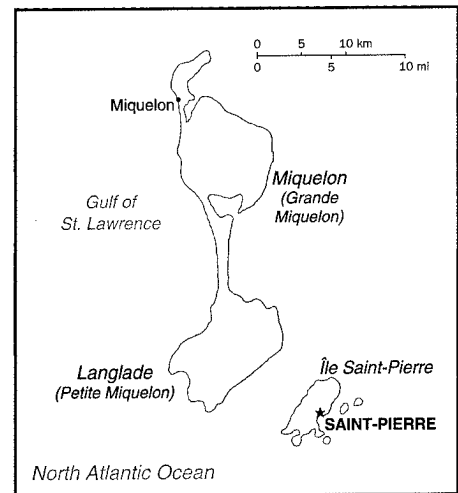 0 5 10 km
0 5 10 mi
Miquelon
Miquelon
(Grande
Miquelon)
Gulf of
St. Lawrence
Langlade
(Petite Miquelon)
Île Saint-Pierre
SAINT-PIERRE
North Atlantic Ocean